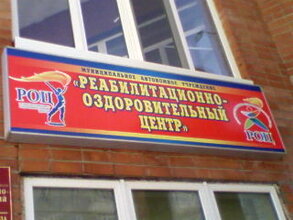 МУНИЦИПАЛЬНОЕ АВТОНОМНОЕ УЧРЕЖДЕНИЕ
«РЕАБИЛИТАЦИОННО-
ОЗДОРОВИТЕЛЬНЫЙ
ЦЕНТР»
РОЦ
РОЦ